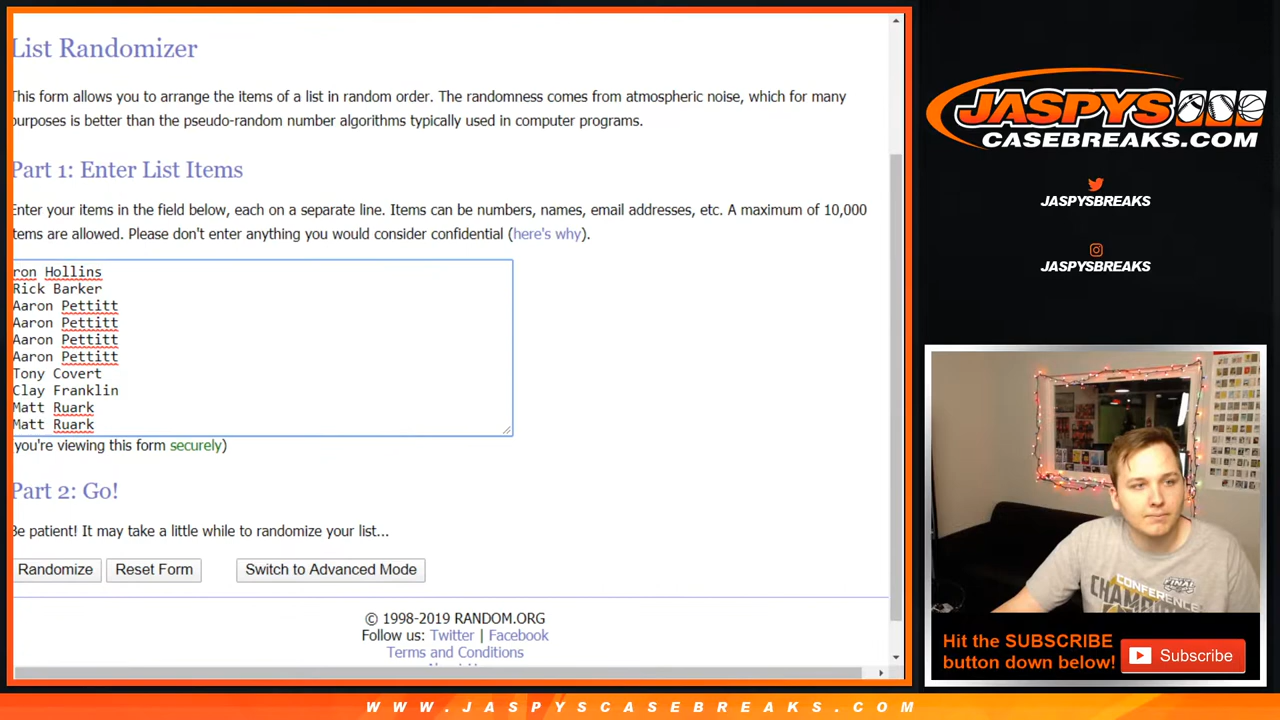 List Randomizer
This form allows you to arrange the items of a list in random order. The randomness comes from atmospheric noise, which for many
purposes is better than the pseudo-random number algorithms typically used in computer programs.
Part 1: Enter List Items
Enter your items in the field below, each on a separate line. Items can be numbers, names, email addresses, etc. A maximum of 10,000
items are allowed. Please don't enter anything you would consider confidential (here's why).
ron Hollins
Rick Barker
Aaron Pettitt
Aaron Pettitt
Aaron Pettitt
Aaron Pettitt
Tony Covert
Clay Franklin
Matt Ruark
Matt Ruark
you're viewing this form securely)
Part 2: Go!
Be patient! It may take a little while to randomize your list...
Randomize
Reset Form
Switch to Advanced Mode
© 1998-2019 RANDOM.ORG
Follow us: Twitter | Facebook
Terms and Conditions
JASPYS
CASEBREAKS.COM
JASPYSBREAKS
JASPYSBREAKS
CONFERENCE
CHAMPI
FINAL
Hit the SUBSCRIBE
button down below!
Subscribe
WWW.JASPYSCASEBREAKS.COM